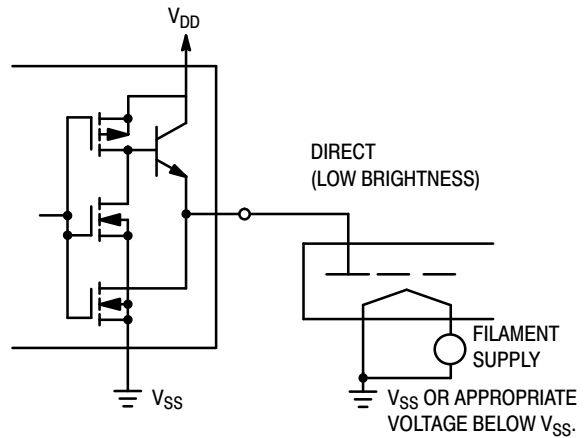 VDD
DIRECT
(LOW BRIGHTNESS)
FILAMENT
SUPPLY
VSS
VSS OR APPROPRIATE
VOLTAGE BELOW VSS.